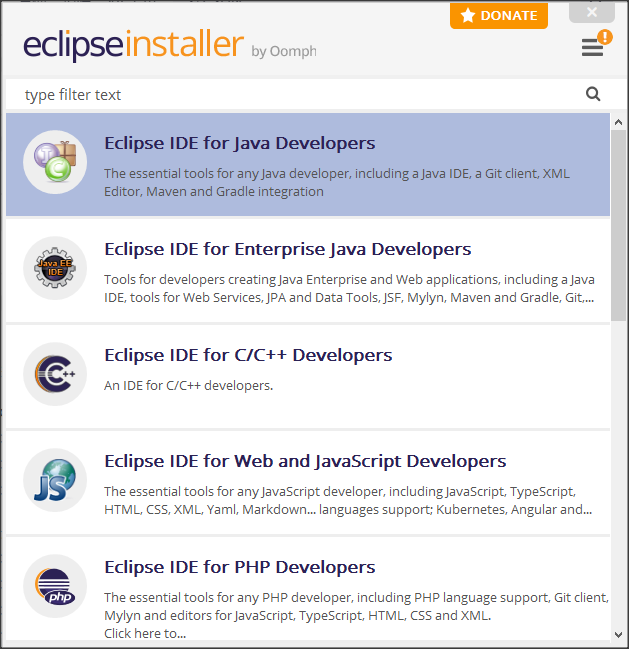 DONATE
eclipseinstaller by Oomph
type filter text
Eclipse IDE for Java Developers
The essential tools for any Java developer, including a Java IDE, a Git client, XML
Editor, Maven and Gradle integration
Java EE
IDE
Eclipse IDE for Enterprise Java Developers
Tools for developers creating Java Enterprise and Web applications, including a Java
IDE, tools for Web Services, JPA and Data Tools, JSF, Mylyn, Maven and Gradle, Git,...
C++
Eclipse IDE for C/C++ Developers
An IDE for C/C++ developers.
JS
Eclipse IDE for Web and JavaScript Developers
The essential tools for any JavaScript developer, including JavaScript, TypeScript,
HTML, CSS, XML, Yaml, Markdown... languages support; Kubernetes, Angular and...
php
Eclipse IDE for PHP Developers
The essential tools for any PHP developer, including PHP language support, Git client,
Mylyn and editors for JavaScript, TypeScript, HTML, CSS and XML.
Click here to...